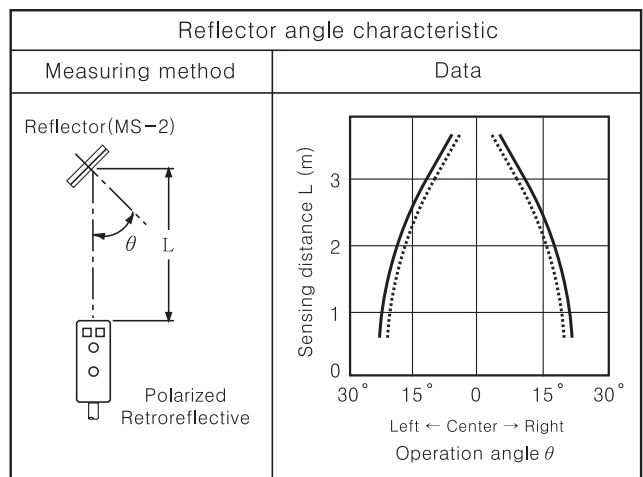 Reflector angle characteristic
Measuring method
Data
Reflector(MS-2)
θ
L
Polarized
Retroreflective
Sensing distance L (m)
3
2
1
0
30° 15° 0 15° 30°
Left ← Center → Right
Operation angle θ